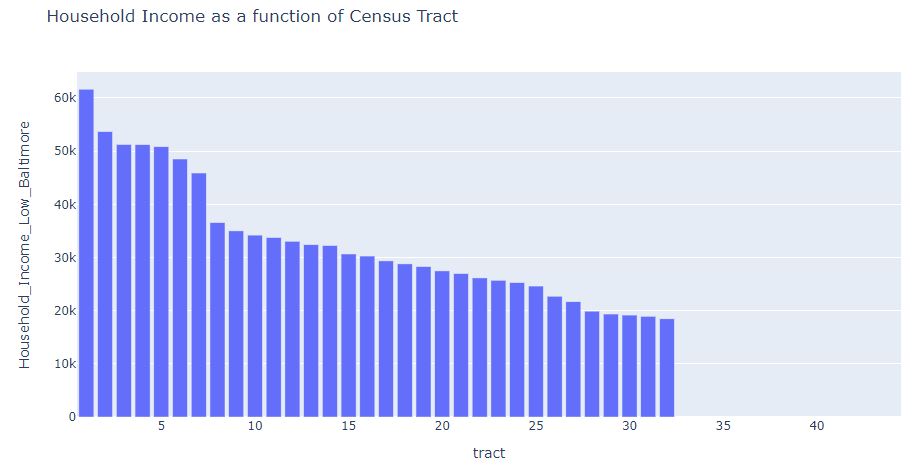 Household Income as a function of Census Tract
Household_Income_Low_Baltimore
60k
50k
40k
30k
20k
10k
0
5 10 15 20 25 30 35 40
tract